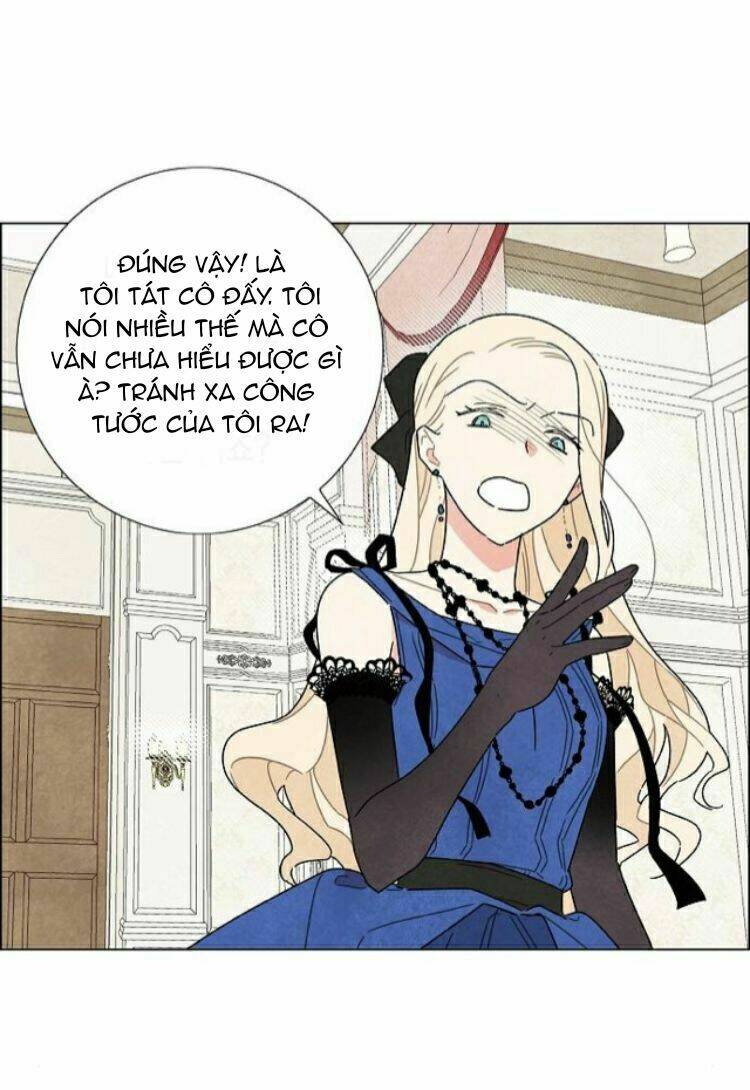 ĐÚNG VẬY! LÀ
TÔI TÁT CÔ ĐẤY. TÔI
NÓI NHIỀU THẾ MÀ CÔ
VẪN CHƯA HIỂU ĐƯỢC GÌ
À? TRÁNH XA CÔNG
TƯỚC CỦA TÔI RA!